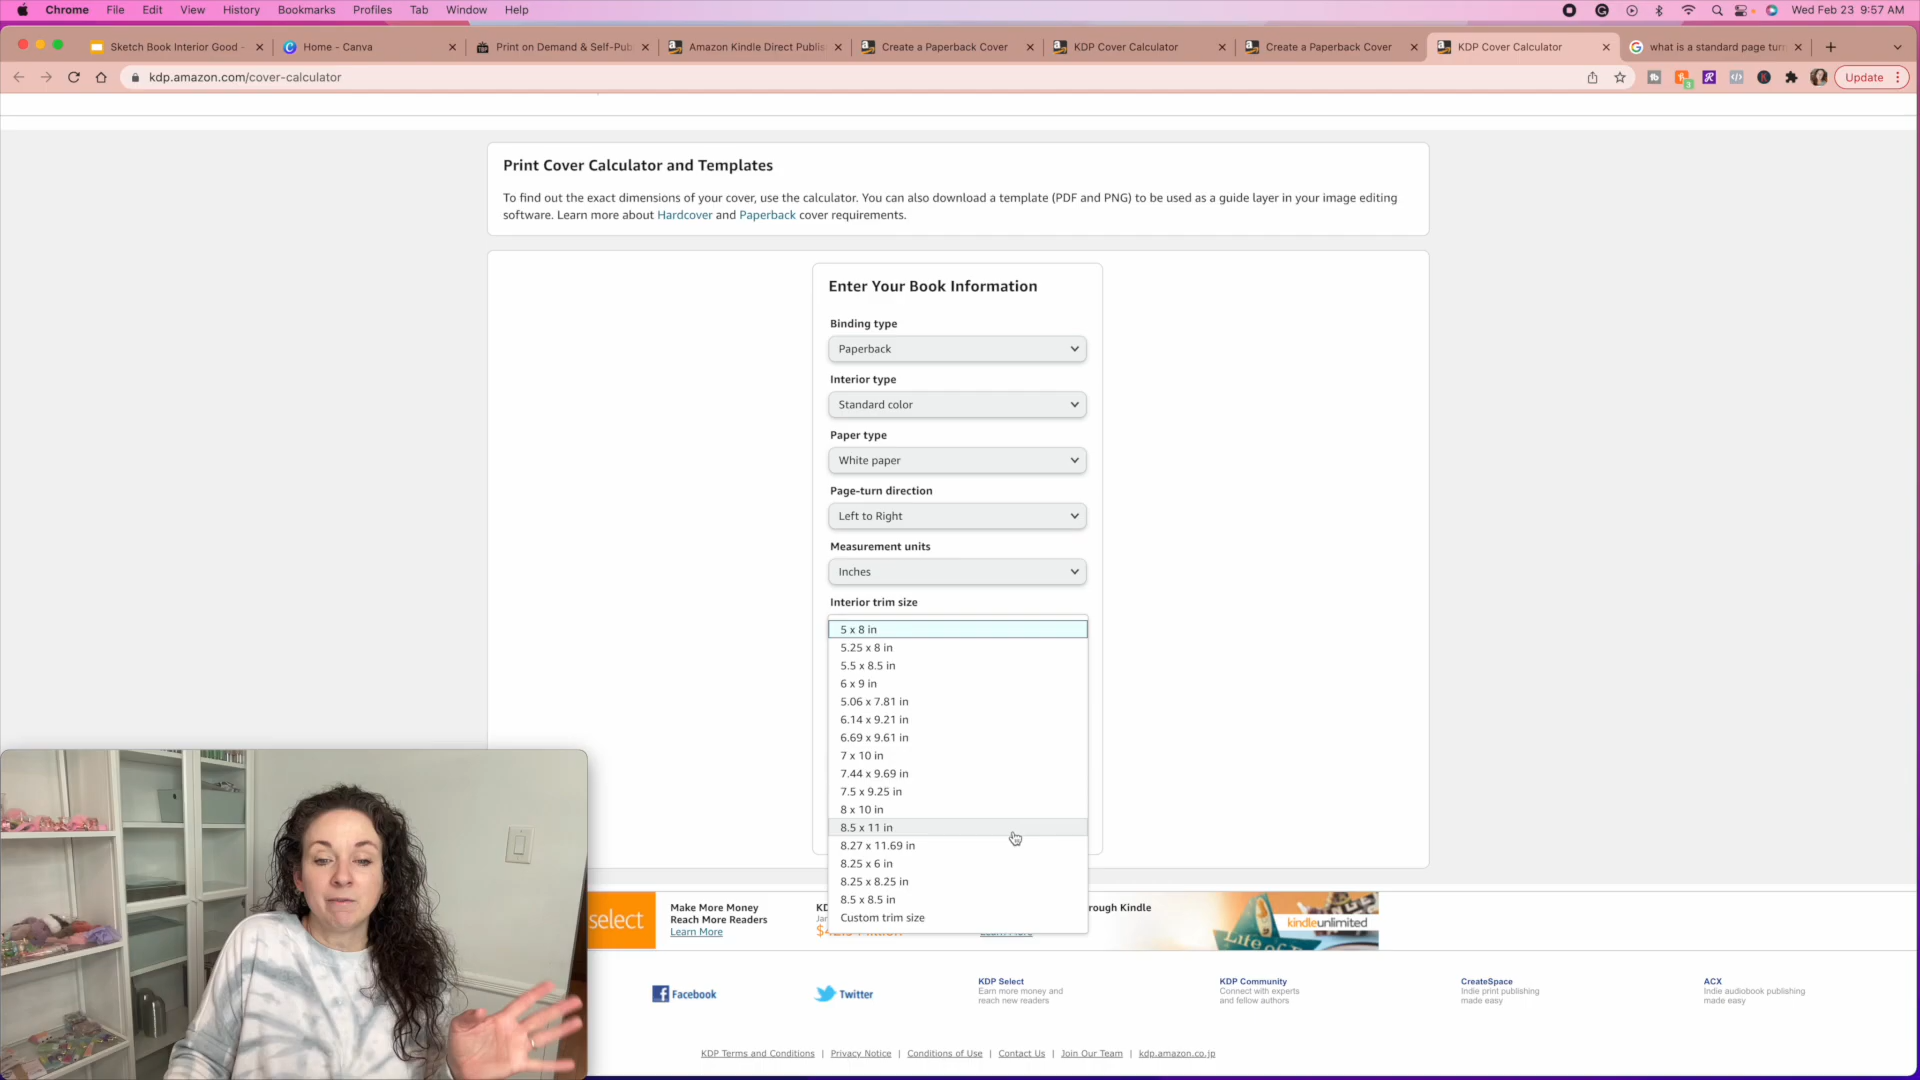 Chrome File Edit View History Bookmarks Profiles Tab Window Help Wed Feb 23 9:57 AM
Sketch Book Interior Good - Home - Canva Print on Demand & Self-Pub Amazon Kindle Direct Publis Create a Paperback Cover KDP Cover Calculator Create a Paperback Cover KDP Cover Calculator what is a standard page turn
kdp.amazon.com/cover-calculator Update
Print Cover Calculator and Templates
To find out the exact dimensions of your cover, use the calculator. You can also download a template (PDF and PNG) to be used as a guide layer in your image editing
software. Learn more about Hardcover and Paperback cover requirements.
Enter Your Book Information
Binding type
Paperback
Interior type
Standard color
Paper type
White paper
Page-turn direction
Left to Right
Measurement units
Inches
Interior trim size
5 x 8 in
5.25 x 8 in
5.5 x 8.5 in
6 x 9 in
5.06 x 7.81 in
6.14 x 9.21 in
6.69 x 9.61 in
7 x 10 in
7.44 x 9.69 in
7.5 x 9.25 in
8 x 10 in
8.5 x 11 in
8.27 x 11.69 in
8.25 x 6 in
8.25 x 8.25 in
8.5 x 8.5 in
Custom trim size
select
Make More Money
Reach More Readers
Learn More
rough Kindle
kindleunlimited
Facebook
Twitter
KDP Select
Earn more money and
reach new readers
KDP Community
Connect with experts
and fellow authors
CreateSpace
Indie print publishing
made easy
ACX
Indie audiobook publishing
made easy
KDP Terms and Conditions | Privacy Notice | Conditions of Use | Contact Us | Join Our Team | kdp.amazon.co.jp